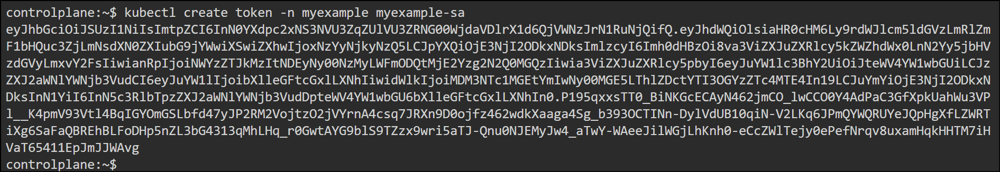 controlplane:~$ kubectl create token -n myexample myexample-sa
eyJhbGciOiJSUzI1NiIsImtpZCI6InN0YXdpc2xNS3NVU3ZqZUlVU3ZRNG00WjdaVDlrX1d6QjVWNzJrN1RuNjQifQ.eyJhdWQiOlsiaHR0cHM6Ly9rdWJlcm5ldGVzLmRlZm
F1bHQuc3ZjLmNsdXN0ZXIubG9jYWwiXSwiZXhwIjoxNzYyNjkyNzQ5LCJpYXQiOjE3NjI2ODkxNDksImlzcyI6Imh0dHBzOi8va3ViZXJuZXRlcy5kZWZhdWx0LnN2Yy5jbHV
zdGVyLmxvY2FsIiwianRpIjoiNWYzZTJkMzItNDEyNy00NzMyLWFmODQtMjE2Yzg2N2Q0MGQzIiwia3ViZXJuZXRlcy5pbyI6eyJuYW1lc3BhY2UiOiJteWV4YW1wbGUiLCJz
ZXJ2aWNlYWNjb3VudCI6eyJuYW1lIjoibXlleGFtcGxlLXNhIiwidWlkIjoiMDM3NTc1MGEtYmIwNy00MGE5LThlZDctYTI3OGYzZTc4MTE4In19LCJuYmYiOjE3NjI2ODkxN
DksInN1YiI6InN5c3RlbTpzZXJ2aWNlYWNjb3VudDpteWV4YW1wbGU6bXlleGFtcGxlLXNhIn0.P195qxxsTT0_BiNKGcECAyN462jmCO_lwCCO0Y4AdPaC3GfXpkUahWu3VP
l__K4pmV93Vtl4BqIGYOmGSLbfd47yJP2RM2VojtzO2jVYrnA4csq7JRXn9D0ojfz462wdkXaaga4Sg_b393OCTINn-DylVdUB10qiN-V2LKq6JPmQYWQRUYeJQpHgXfLZWRT
iXg6SaFaQBREhBLFoDHp5nZL3bG4313qMhLHq_r0GwtAYG9blS9TZzx9wri5aTJ-Qnu0NJEMyJw4_aTwY-WAeeJilWGjLhKnh0-eCcZWlTejy0ePefNrqv8uxamHqkHHTM7iH
VaT65411EpJmJJWAvg
controlplane:~$